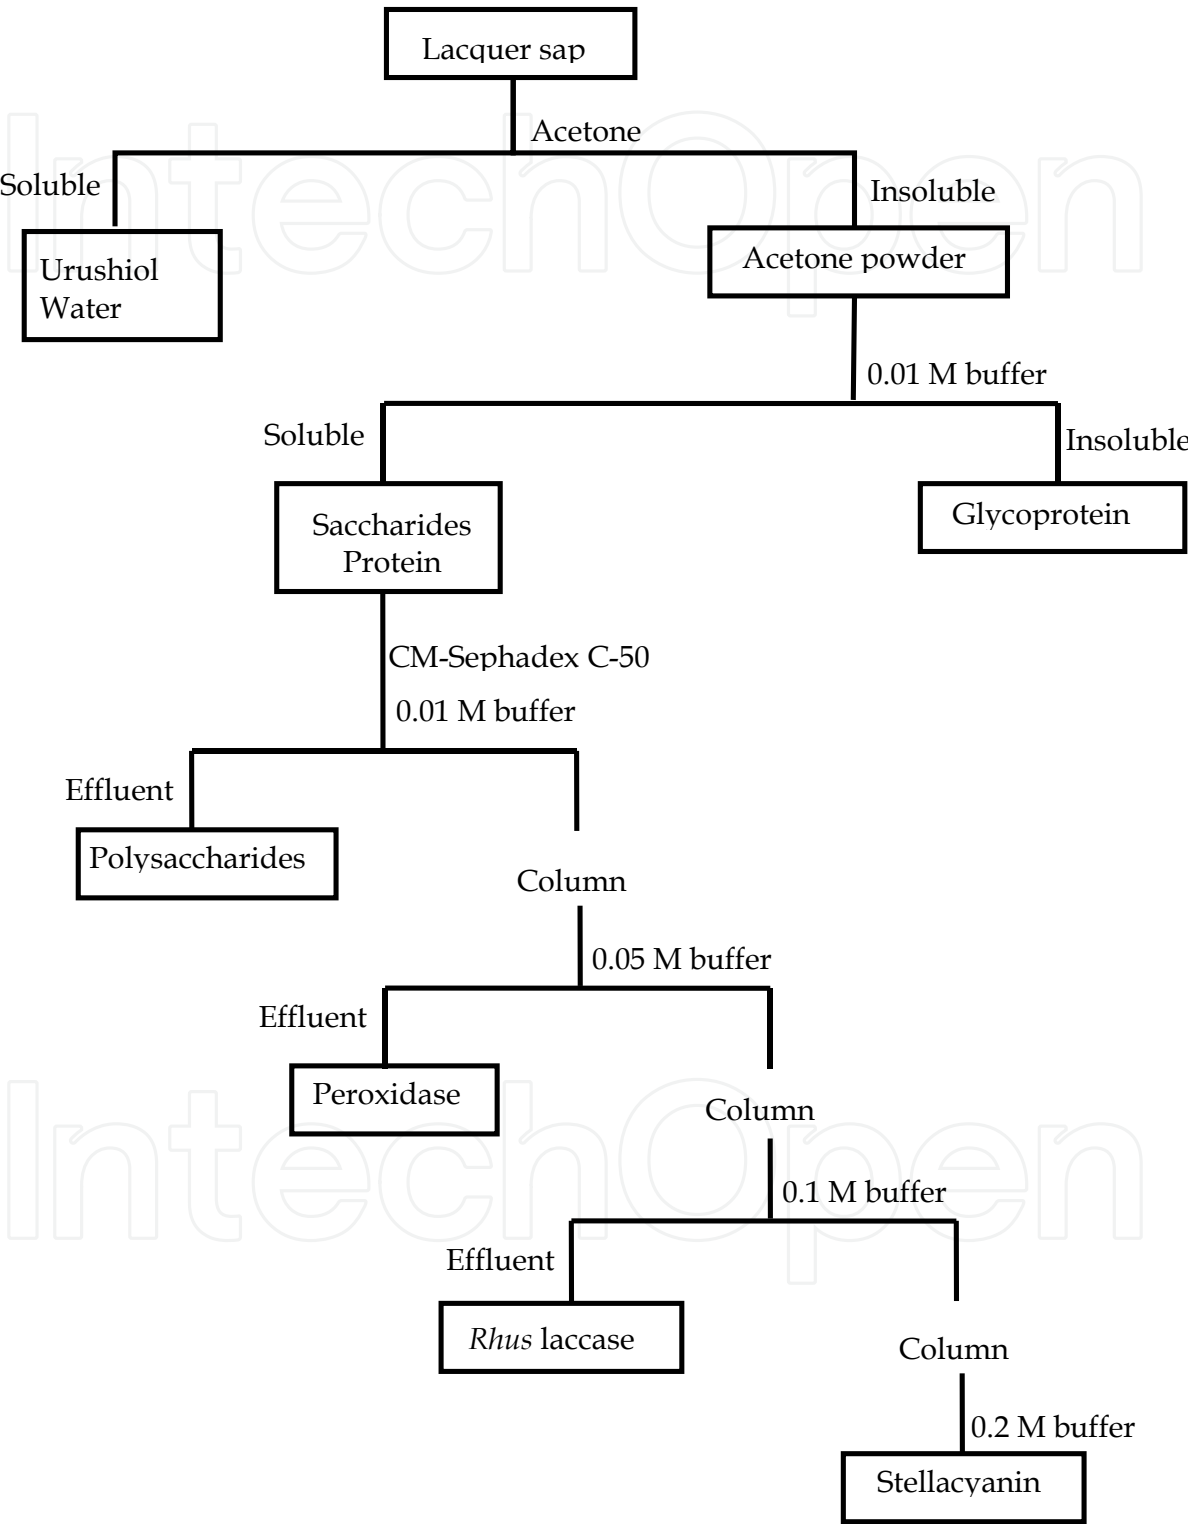 Lacquer sap
Acetone
Soluble
Insoluble
Urushiol
Water
Acetone powder
0.01 M buffer
Soluble
Insoluble
Saccharides
Protein
Glycoprotein
CM-Sephadex C-50
0.01 M buffer
Effluent
Polysaccharides
Column
0.05 M buffer
Effluent
Peroxidase
Column
0.1 M buffer
Effluent
Rhus laccase
Column
0.2 M buffer
Stellacyanin
IntechOpen
IntechOpen